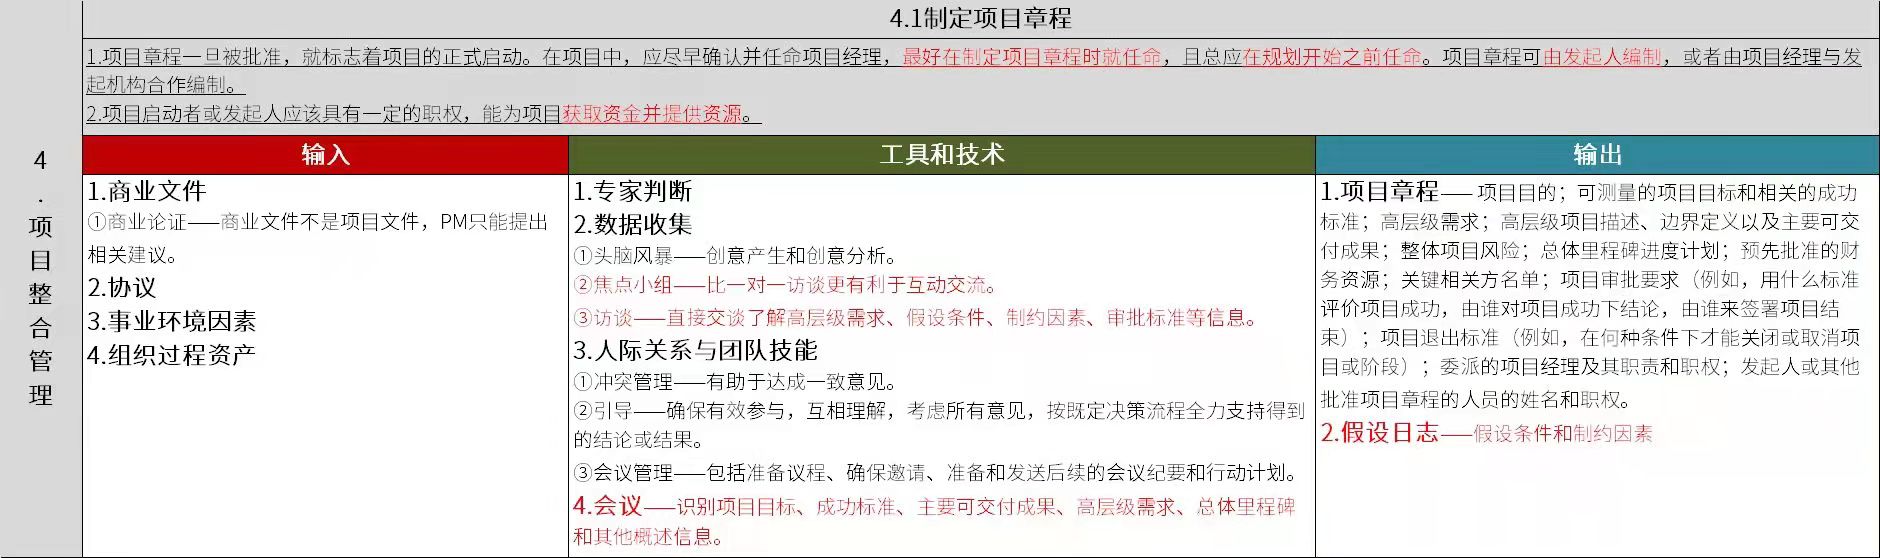 4.1制定项目章程
1.项目章程一旦被批准，就标志着项目的正式启动。在项目中，应尽早确认并任命项目经理，最好在制定项目章程时就任命，且总应在规划开始之前任命。项目章程可由发起人编制，或者由项目经理与发
起机构合作编制。
2.项目启动者或发起人应该具有一定的职权，能为项目获取资金并提供资源。
4
.
项
目
整
合
管
理
输入
1.商业文件
①商业论证——商业文件不是项目文件，PM只能提出
相关建议。
2.协议
3.事业环境因素
4.组织过程资产
工具和技术
1.专家判断
2.数据收集
①头脑风暴——创意产生和创意分析。
②焦点小组——比一对一访谈更有利于互动交流。
③访谈——直接交谈了解高层级需求、假设条件、制约因素、审批标准等信息。
3.人际关系与团队技能
①冲突管理——有助于达成一致意见。
②引导——确保有效参与，互相理解，考虑所有意见，按既定决策流程全力支持得到
的结论或结果。
③会议管理——包括准备议程、确保邀请、准备和发送后续的会议纪要和行动计划。
4.会议——识别项目目标、成功标准、主要可交付成果、高层级需求、总体里程碑
和其他概述信息。
输出
1.项目章程—— 项目目的；可测量的项目目标和相关的成功
标准；高层级需求；高层级项目描述、边界定义以及主要可交
付成果；整体项目风险；总体里程碑进度计划；预先批准的财
务资源；关键相关方名单；项目审批要求（例如，用什么标准
评价项目成功，由谁对项目成功下结论，由谁来签署项目结
束）；项目退出标准（例如，在何种条件下才能关闭或取消项
目或阶段）；委派的项目经理及其职责和职权；发起人或其他
批准项目章程的人员的姓名和职权。
2.假设日志——假设条件和制约因素